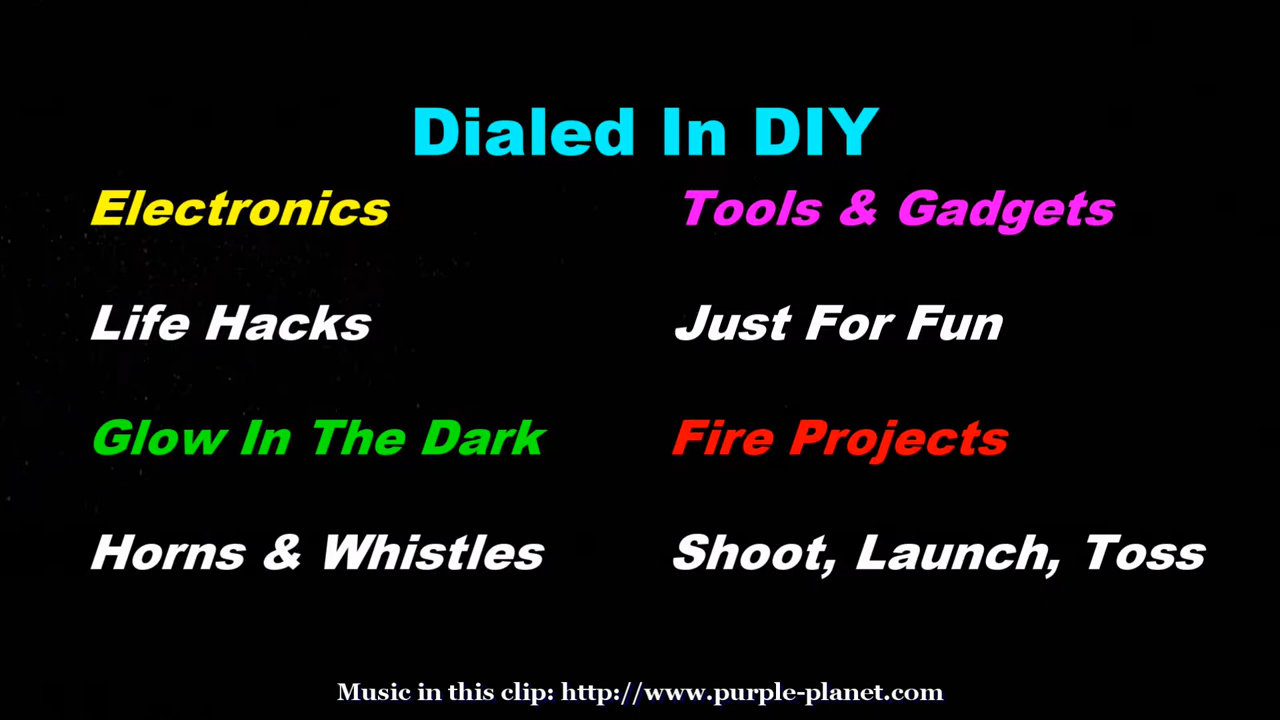 Dialed In DIY
Electronics
Tools & Gadgets
Life Hacks
Just For Fun
Glow In The Dark
Fire Projects
Horns & Whistles
Shoot, Launch, Toss
Music in this clip: http://www.purple-planet.com